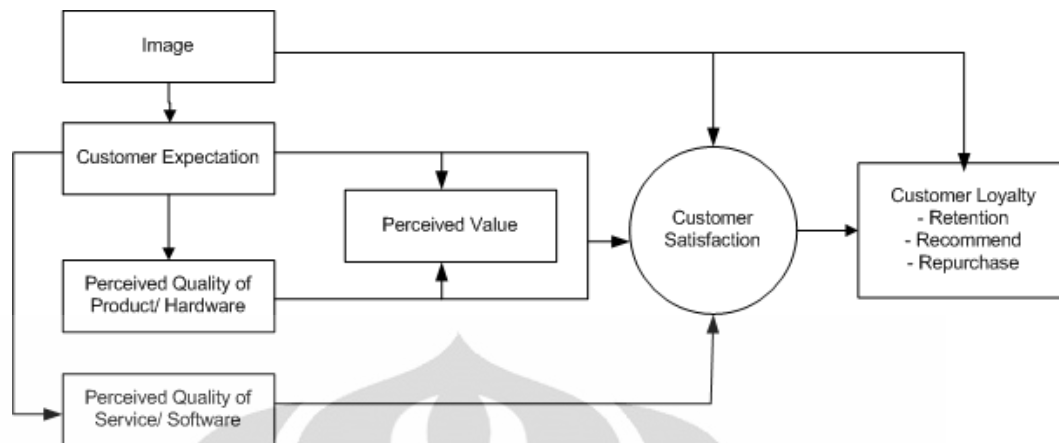 Image
Customer Expectation
Perceived Value
Perceived Quality of
Product/ Hardware
Perceived Quality of
Service/ Software
Customer
Satisfaction
Customer Loyalty
- Retention
- Recommend
- Repurchase